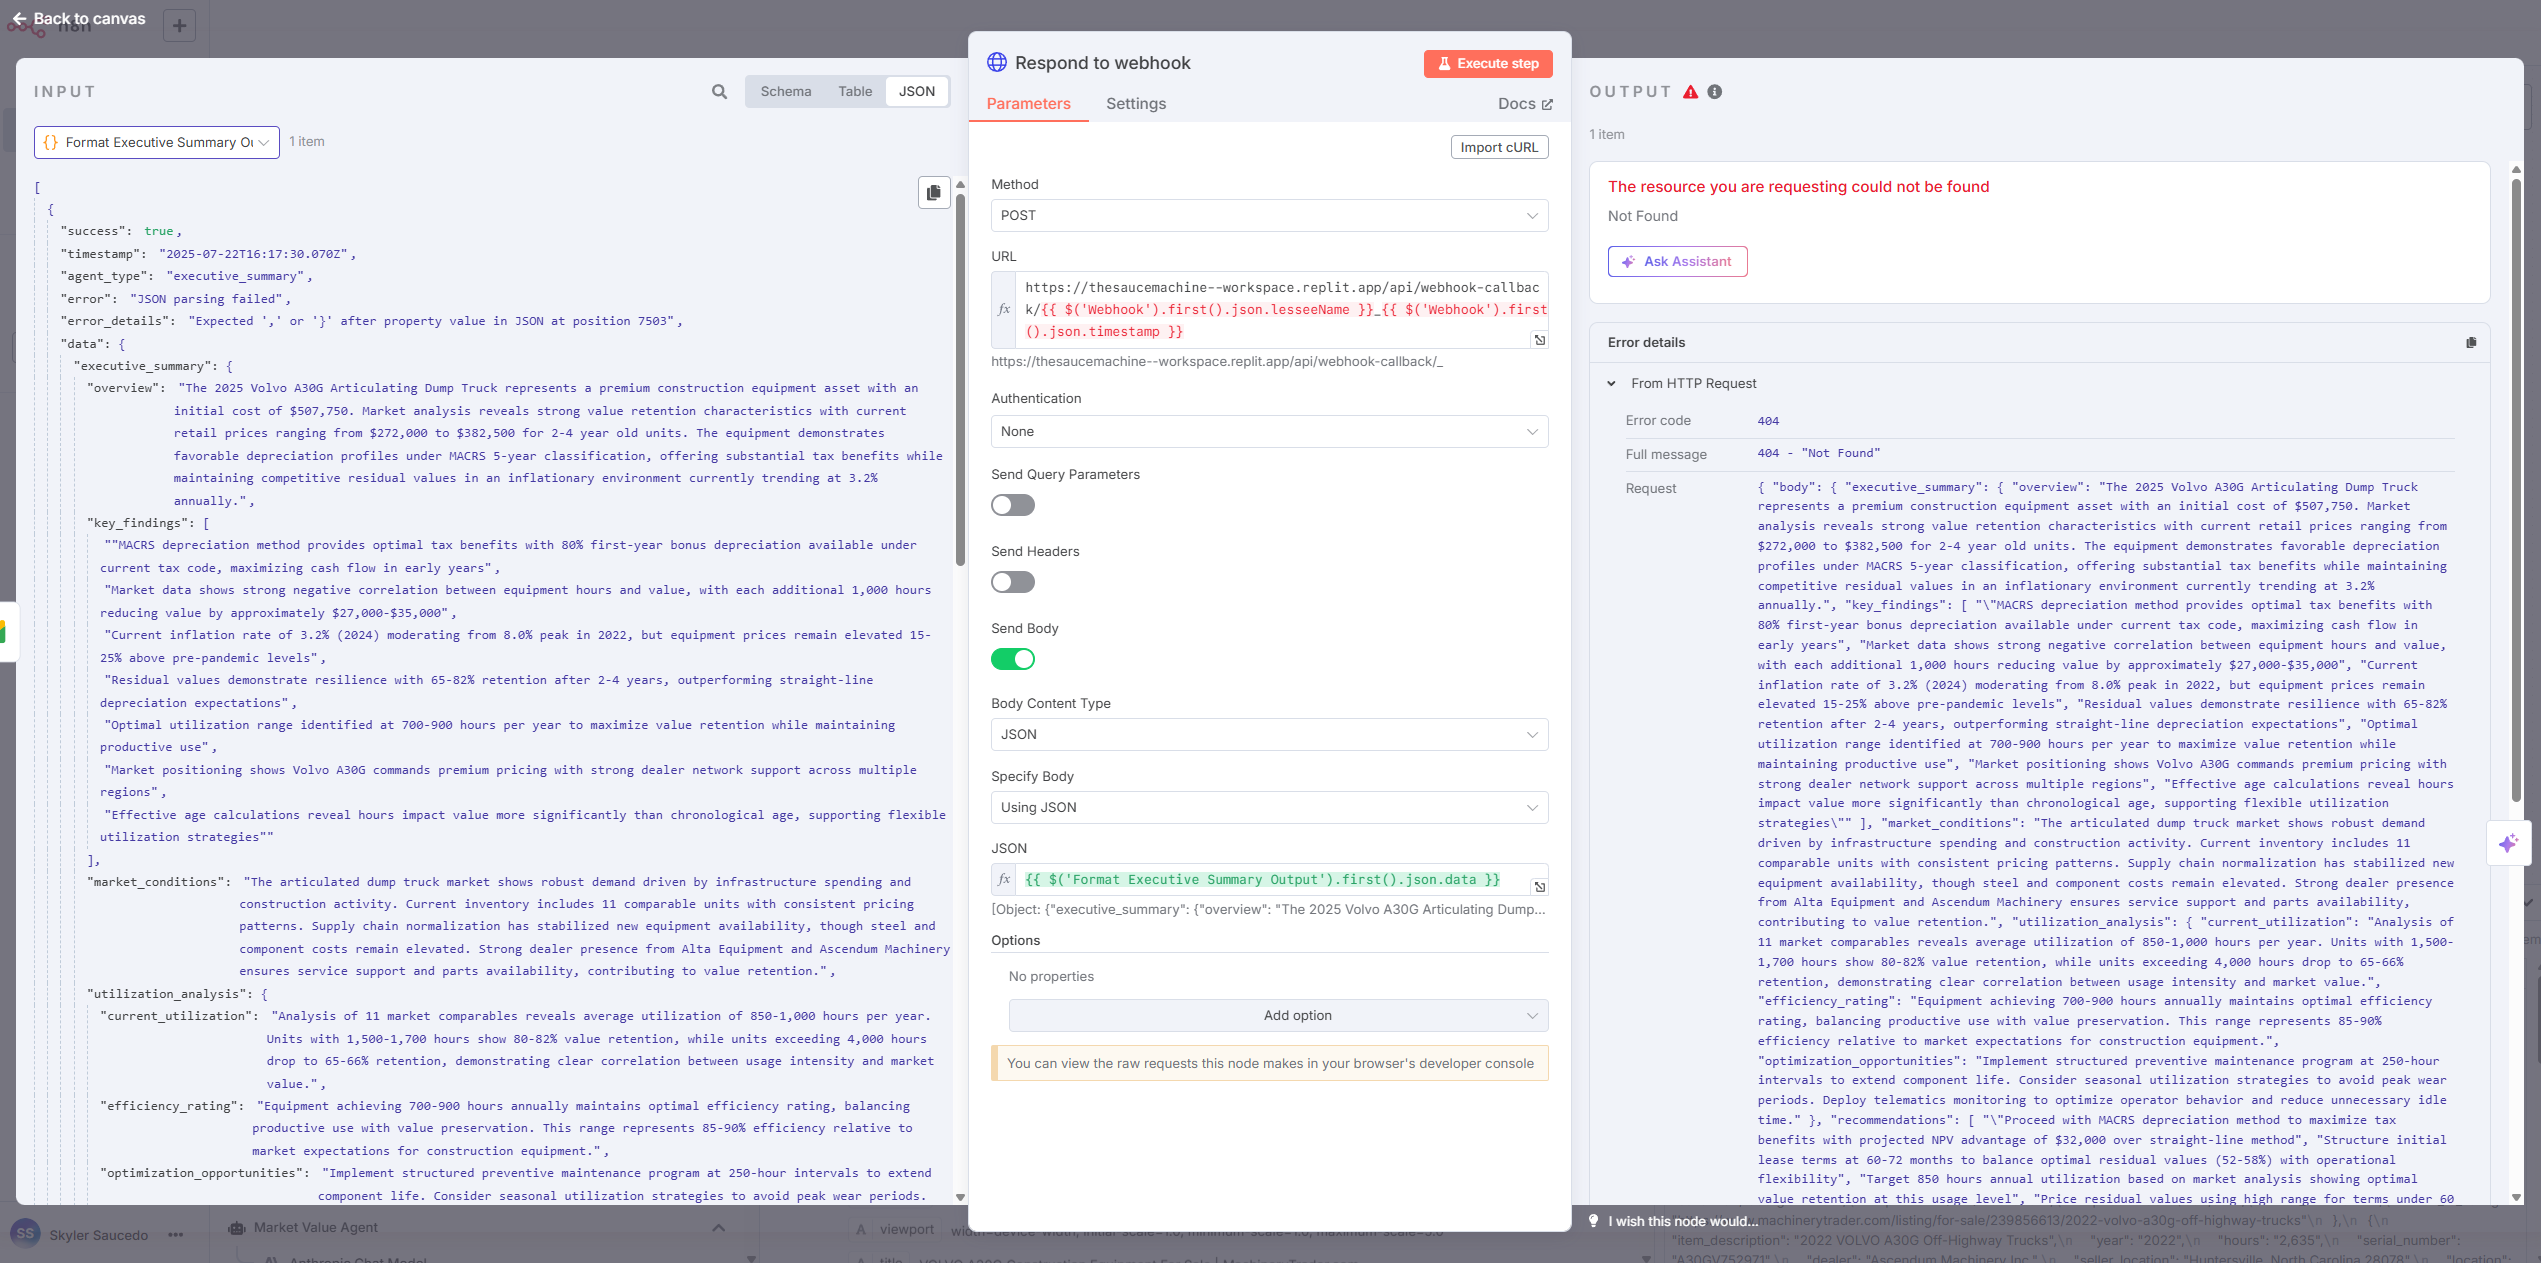 Back to canvas
n8n
INPUT
Schema
Table
JSON
Format Executive Summary Ou
1 item
[
{
"success": true,
"timestamp": "2025-07-22T16:17:30.070Z",
"agent_type": "executive_summary",
"error": "JSON parsing failed",
"error_details": "Expected ',' or '}' after property value in JSON at position 7503",
"data": {
"executive_summary": {
"overview": "The 2025 Volvo A30G Articulating Dump Truck represents a premium construction equipment asset with an
initial cost of $507,750. Market analysis reveals strong value retention characteristics with current
retail prices ranging from $272,000 to $382,500 for 2-4 year old units. The equipment demonstrates
favorable depreciation profiles under MACRS 5-year classification, offering substantial tax benefits while
maintaining competitive residual values in an inflationary environment currently trending at 3.2%
annually.",
"key_findings": [
""MACRS depreciation method provides optimal tax benefits with 80% first-year bonus depreciation available under
current tax code, maximizing cash flow in early years",
"Market data shows strong negative correlation between equipment hours and value, with each additional 1,000 hours
reducing value by approximately $27,000-$35,000",
"Current inflation rate of 3.2% (2024) moderating from 8.0% peak in 2022, but equipment prices remain elevated 15-
25% above pre-pandemic levels",
"Residual values demonstrate resilience with 65-82% retention after 2-4 years, outperforming straight-line
depreciation expectations",
"Optimal utilization range identified at 700-900 hours per year to maximize value retention while maintaining
productive use",
"Market positioning shows Volvo A30G commands premium pricing with strong dealer network support across multiple
regions",
"Effective age calculations reveal hours impact value more significantly than chronological age, supporting flexible
utilization strategies""
],
"market_conditions": "The articulated dump truck market shows robust demand driven by infrastructure spending and
construction activity. Current inventory includes 11 comparable units with consistent pricing
patterns. Supply chain normalization has stabilized new equipment availability, though steel and
component costs remain elevated. Strong dealer presence from Alta Equipment and Ascendum Machinery
ensures service support and parts availability, contributing to value retention.",
"utilization_analysis": {
"current_utilization": "Analysis of 11 market comparables reveals average utilization of 850-1,000 hours per year.
Units with 1,500-1,700 hours show 80-82% value retention, while units exceeding 4,000 hours
drop to 65-66% retention, demonstrating clear correlation between usage intensity and market
value.",
"efficiency_rating": "Equipment achieving 700-900 hours annually maintains optimal efficiency rating, balancing
productive use with value preservation. This range represents 85-90% efficiency relative to
market expectations for construction equipment.",
"optimization_opportunities": "Implement structured preventive maintenance program at 250-hour intervals to extend
component life. Consider seasonal utilization strategies to avoid peak wear periods.
Respond to webhook
Execute step
Parameters
Settings
Docs
Import cURL
Method
POST
URL
fx
https://thesaucemachine--workspace.replit.app/api/webhook-callbac
k/{{ $('Webhook').first().json.lesseeName }}_{{ $('Webhook').first
().json.timestamp }}
https://thesaucemachine--workspace.replit.app/api/webhook-callback/_
Authentication
None
Send Query Parameters
Send Headers
Send Body
Body Content Type
JSON
Specify Body
Using JSON
JSON
fx
{{ $('Format Executive Summary Output').first().json.data }}
[Object: {"executive_summary": {"overview": "The 2025 Volvo A30G Articulating Dump...
Options
No properties
Add option
You can view the raw requests this node makes in your browser's developer console
OUTPUT
1 item
The resource you are requesting could not be found
Not Found
Ask Assistant
Error details
From HTTP Request
Error code
404
Full message
404 - "Not Found"
Request
{ "body": { "executive_summary": { "overview": "The 2025 Volvo A30G Articulating Dump Truck
represents a premium construction equipment asset with an initial cost of $507,750. Market
analysis reveals strong value retention characteristics with current retail prices ranging from
$272,000 to $382,500 for 2-4 year old units. The equipment demonstrates favorable depreciation
profiles under MACRS 5-year classification, offering substantial tax benefits while maintaining
competitive residual values in an inflationary environment currently trending at 3.2%
annually.", "key_findings": [ "\"MACRS depreciation method provides optimal tax benefits with
80% first-year bonus depreciation available under current tax code, maximizing cash flow in
early years", "Market data shows strong negative correlation between equipment hours and value,
with each additional 1,000 hours reducing value by approximately $27,000-$35,000", "Current
inflation rate of 3.2% (2024) moderating from 8.0% peak in 2022, but equipment prices remain
elevated 15-25% above pre-pandemic levels", "Residual values demonstrate resilience with 65-82%
retention after 2-4 years, outperforming straight-line depreciation expectations", "Optimal
utilization range identified at 700-900 hours per year to maximize value retention while
maintaining productive use", "Market positioning shows Volvo A30G commands premium pricing with
strong dealer network support across multiple regions", "Effective age calculations reveal hours
impact value more significantly than chronological age, supporting flexible utilization
strategies\"" ], "market_conditions": "The articulated dump truck market shows robust demand
driven by infrastructure spending and construction activity. Current inventory includes 11
comparable units with consistent pricing patterns. Supply chain normalization has stabilized new
equipment availability, though steel and component costs remain elevated. Strong dealer presence
from Alta Equipment and Ascendum Machinery ensures service support and parts availability,
contributing to value retention.", "utilization_analysis": { "current_utilization": "Analysis of
11 market comparables reveals average utilization of 850-1,000 hours per year. Units with 1,500-
1,700 hours show 80-82% value retention, while units exceeding 4,000 hours drop to 65-66%
retention, demonstrating clear correlation between usage intensity and market value.",
"efficiency_rating": "Equipment achieving 700-900 hours annually maintains optimal efficiency
rating, balancing productive use with value preservation. This range represents 85-90%
efficiency relative to market expectations for construction equipment.",
"optimization_opportunities": "Implement structured preventive maintenance program at 250-hour
intervals to extend component life. Consider seasonal utilization strategies to avoid peak wear
periods. Deploy telematics monitoring to optimize operator behavior and reduce unnecessary idle
time." }, "recommendations": [ "\"Proceed with MACRS depreciation method to maximize tax
benefits with projected NPV advantage of $32,000 over straight-line method", "Structure initial
lease terms at 60-72 months to balance optimal residual values (52-58%) with operational
flexibility", "Target 850 hours annual utilization based on market analysis showing optimal
value retention at this usage level", "Price residual values using high range for terms under 60
I wish this node would...
SS
Skyler Saucedo
Market Value Agent
Anthropic Chat Model
A viewport
machinerytrader.com/listing/for-sale/239856613/2022-volvo-a30g-off-highway-trucks"\n },\n {\n
"item_description": "2022 VOLVO A30G Off-Highway Trucks",\n "year": "2022",\n "hours": "2,635",\n "serial_number":